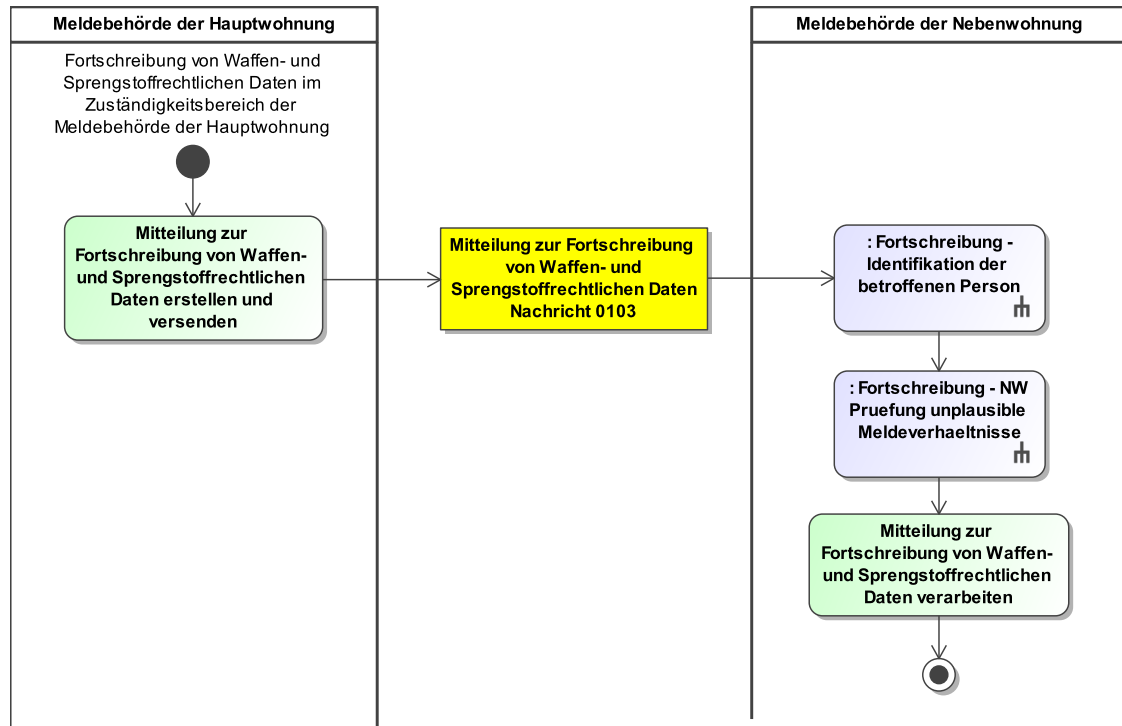 Meldebehörde der Hauptwohnung
Fortschreibung von Waffen- und
Sprengstoffrechtlichen Daten im
Zuständigkeitsbereich der
Meldebehörde der Hauptwohnung
Mitteilung zur
Fortschreibung von Waffen-
und Sprengstoffrechtlichen
Daten erstellen und
versenden
Mitteilung zur Fortschreibung
von Waffen- und
Sprengstoffrechtlichen Daten
Nachricht 0103
Meldebehörde der Nebenwohnung
: Fortschreibung -
Identifikation der
betroffenen Person
: Fortschreibung - NW
Pruefung unplausible
Meldeverhaeltnisse
Mitteilung zur
Fortschreibung von Waffen-
und Sprengstoffrechtlichen
Daten verarbeiten